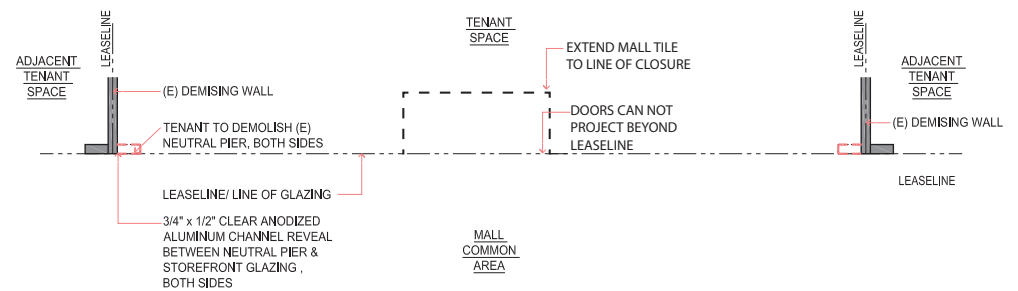 LEASELINE
ADJACENT
TENANT
SPACE
(E) DEMISING WALL
TENANT TO DEMOLISH (E)
NEUTRAL PIER, BOTH SIDES
LEASELINE/ LINE OF GLAZING
3/4" x 1/2" CLEAR ANODIZED
ALUMINUM CHANNEL REVEAL
BETWEEN NEUTRAL PIER &
STOREFRONT GLAZING ,
BOTH SIDES
TENANT
SPACE
EXTEND MALL TILE
TO LINE OF CLOSURE
DOORS CAN NOT
PROJECT BEYOND
LEASELINE
MALL
COMMON
AREA
LEASELINE
ADJACENT
TENANT
SPACE
(E) DEMISING WALL
LEASELINE